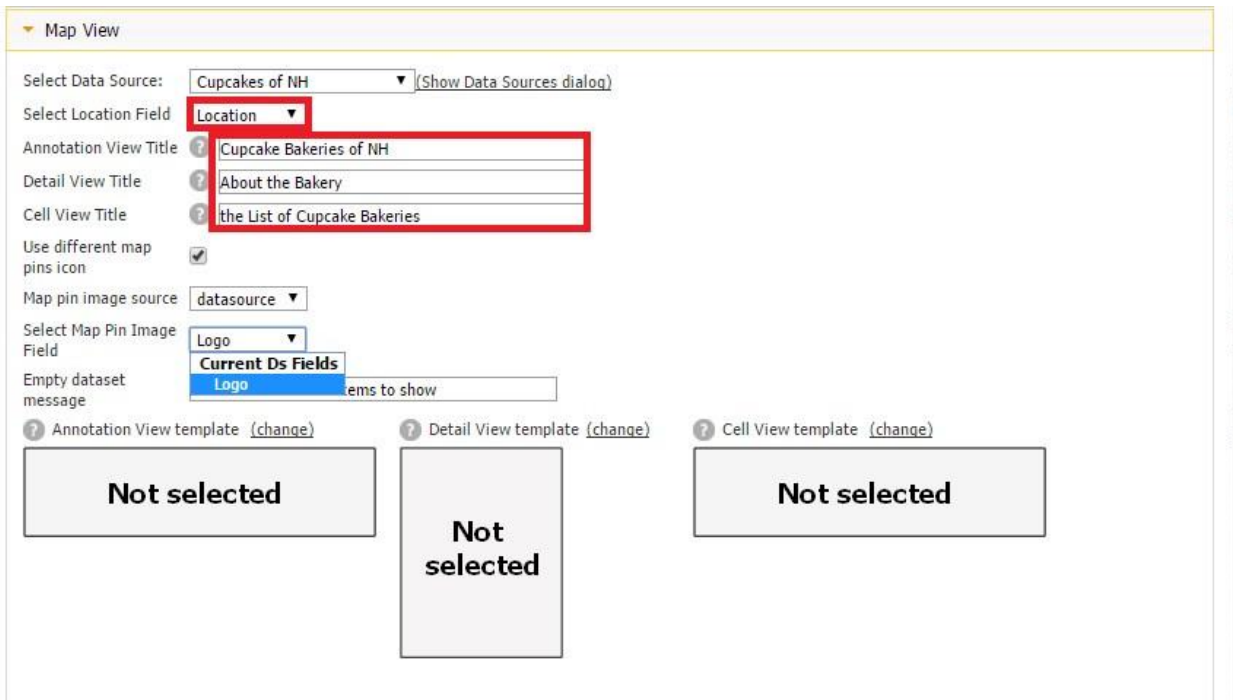 Map View
Select Data Source: Cupcakes of NH (Show Data Sources dialog)
Select Location Field Location
Annotation View Title ? Cupcake Bakeries of NH
Detail View Title ? About the Bakery
Cell View Title ? the List of Cupcake Bakeries
Use different map
pins icon
Map pin image source datasource
Select Map Pin Image
Field Logo
Current Ds Fields
Logo
Empty dataset
message to show
? Annotation View template (change) ? Detail View template (change) ? Cell View template (change)
Not selected
Not
selected
Not selected